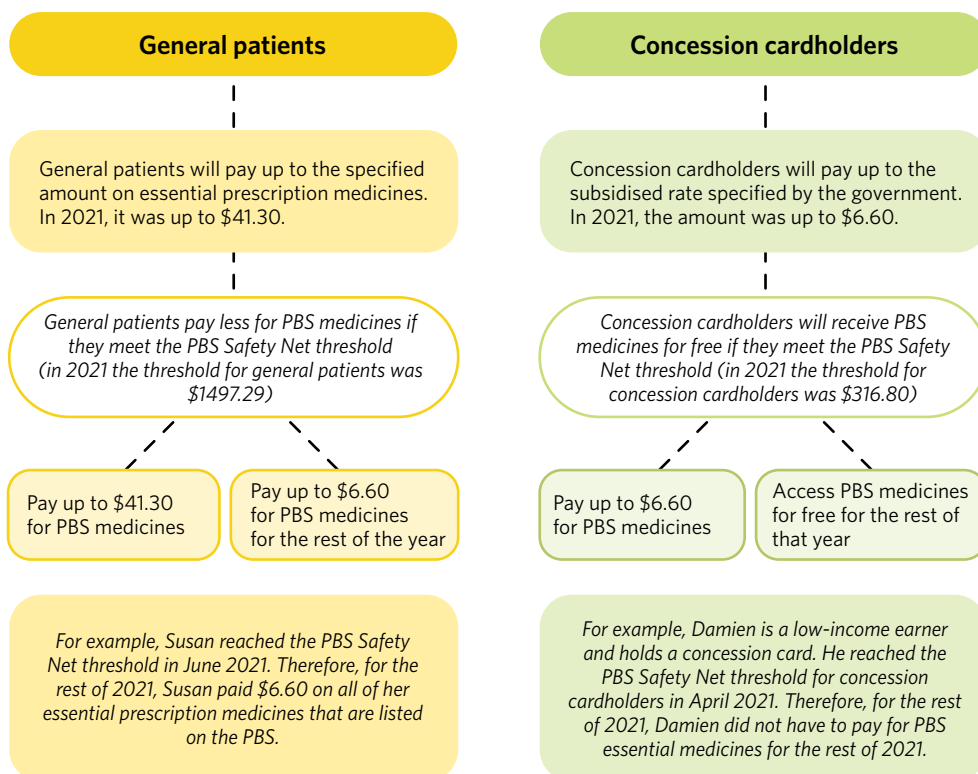 General patients
General patients will pay up to the specified
amount on essential prescription medicines.
In 2021, it was up to $41.30.
General patients pay less for PBS medicines if
they meet the PBS Safety Net threshold
(in 2021 the threshold for general patients was
$1497.29)
Pay up to $41.30
for PBS medicines
Pay up to $6.60
for PBS medicines
for the rest of the year
For example, Susan reached the PBS Safety
Net threshold in June 2021. Therefore, for the
rest of 2021, Susan paid $6.60 on all of her
essential prescription medicines that are listed
on the PBS.
Concession cardholders
Concession cardholders will pay up to the
subsidised rate specified by the government.
In 2021, the amount was up to $6.60.
Concession cardholders will receive PBS
medicines for free if they meet the PBS Safety
Net threshold (in 2021 the threshold for
concession cardholders was $316.80)
Pay up to $6.60
for PBS medicines
Access PBS medicines
for free for the rest of
that year
For example, Damien is a low-income earner
and holds a concession card. He reached the
PBS Safety Net threshold for concession
cardholders in April 2021. Therefore, for the rest
of 2021, Damien did not have to pay for PBS
essential medicines for the rest of 2021.